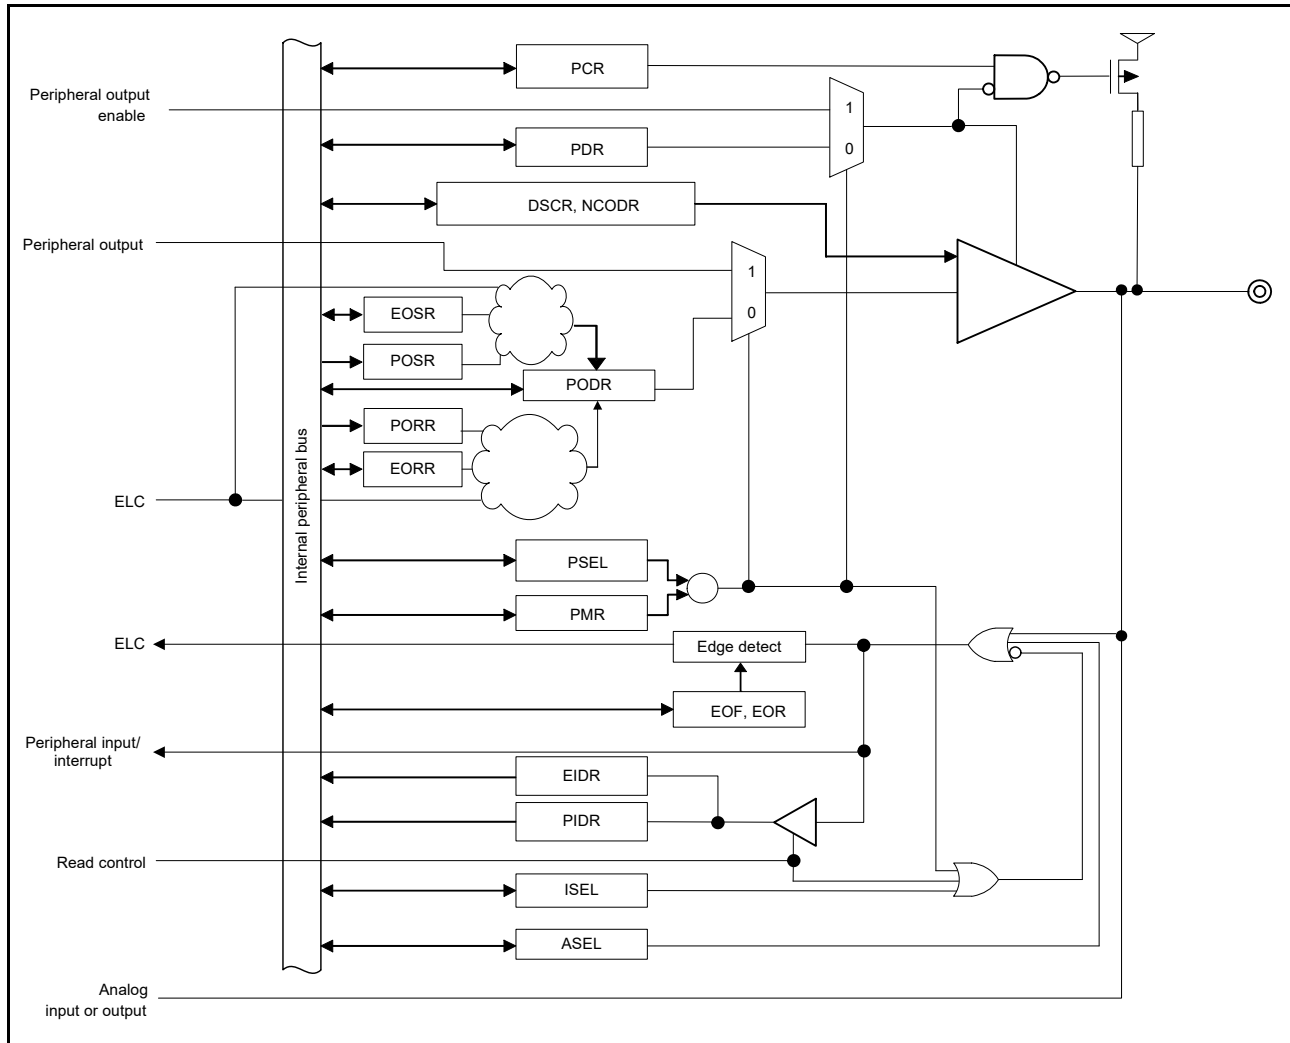 PCR
Peripheral output
enable
1
PDR
0
DSCR, NCODR
Peripheral output
1
EOSR
0
POSR
PODR
PORR
EORR
ELC
Internal peripheral bus
PSEL
PMR
ELC
Edge detect
EOF, EOR
Peripheral input/
interrupt
EIDR
PIDR
Read control
ISEL
ASEL
Analog
input or output